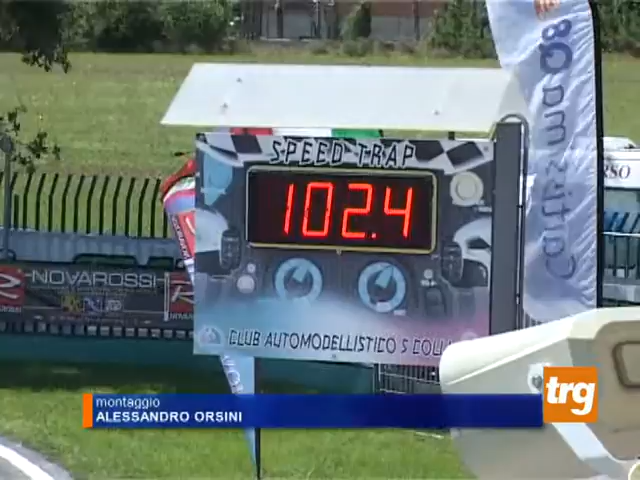 SPEED TRAP
102.4
NOVAROSSI
CLUB AUTOMODELLISTICO 5 COLLI
montaggio
ALESSANDRO ORSINI
trg